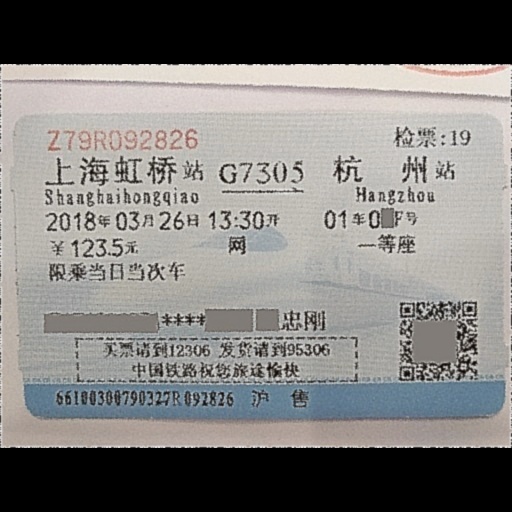 Z79R092826 检票:19
上海虹桥站 G7305 杭州站
Shanghaihongqiao Hangzhou
2018年03月26日 13:30开 01车0F号
￥123.5元 网 一等座
限乘当日当次车
****忠刚
买票请到12306 发货请到95306
中国铁路祝您旅途愉快
66100300790327R092826 沪售